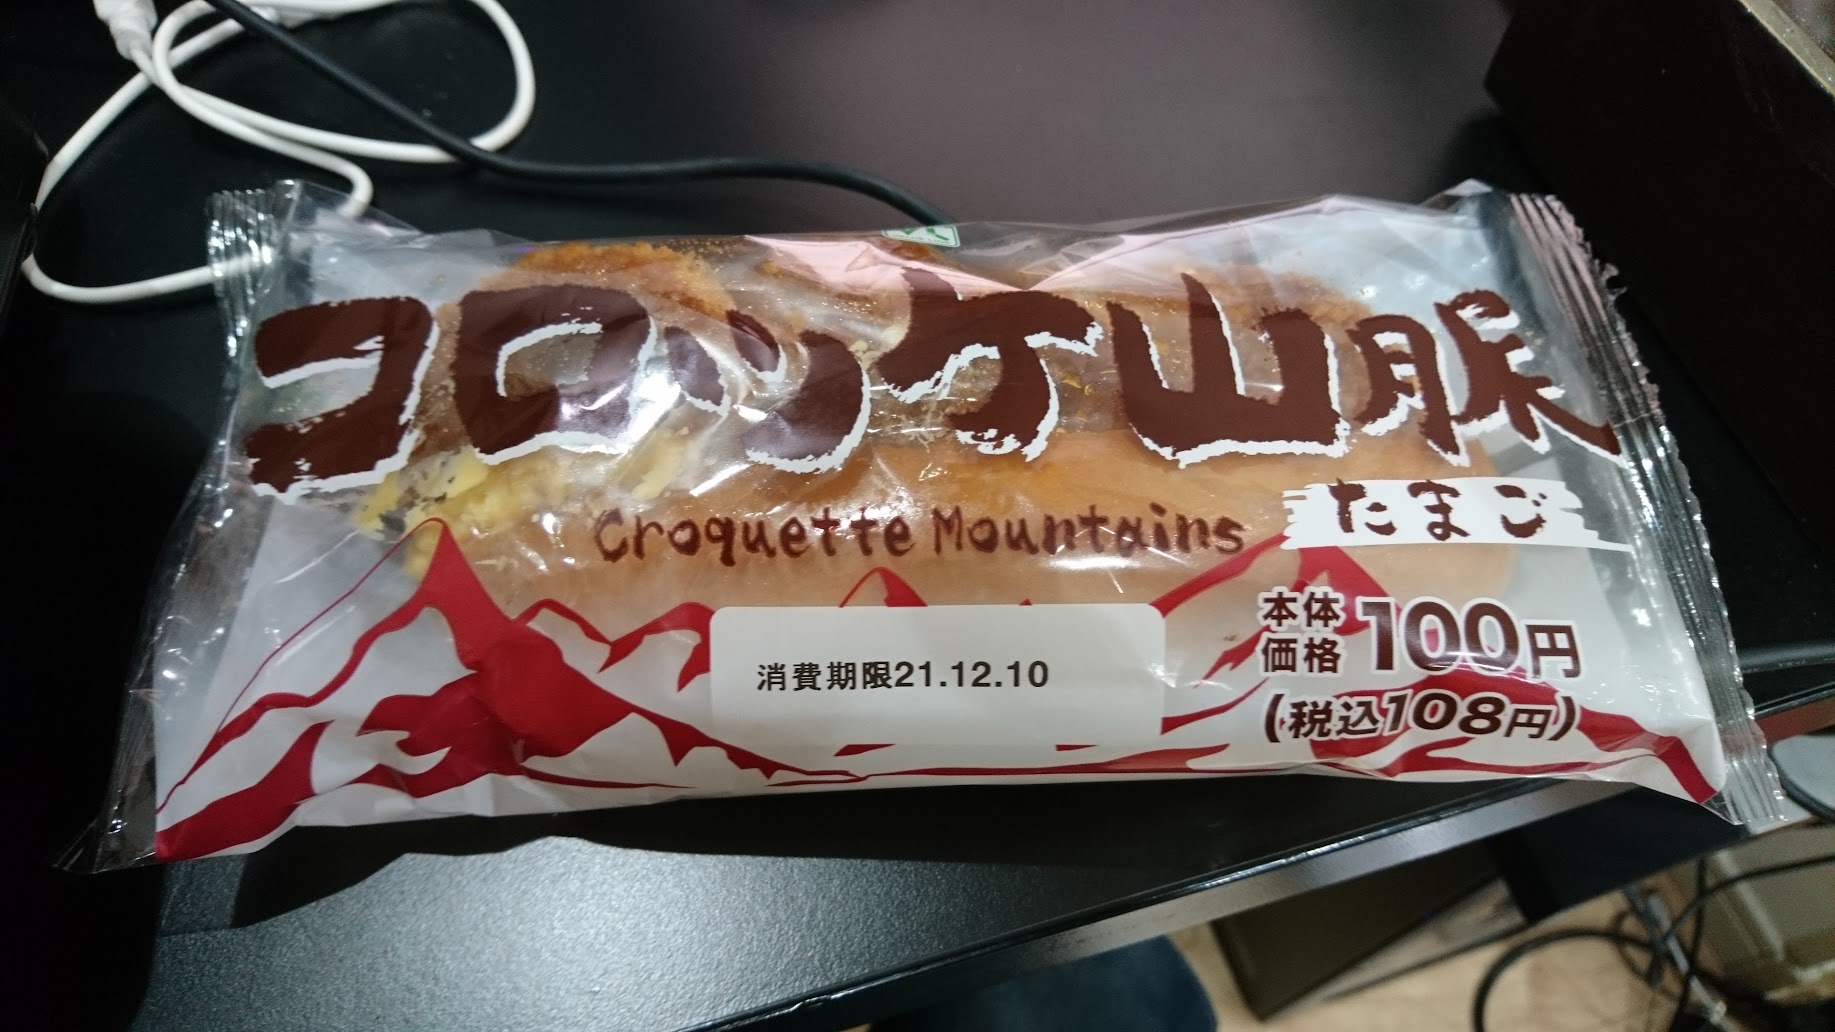 コロッケ山脈
Croquette Mountains
たまご
本体価格 100円
(税込108円)
消費期限21.12.10